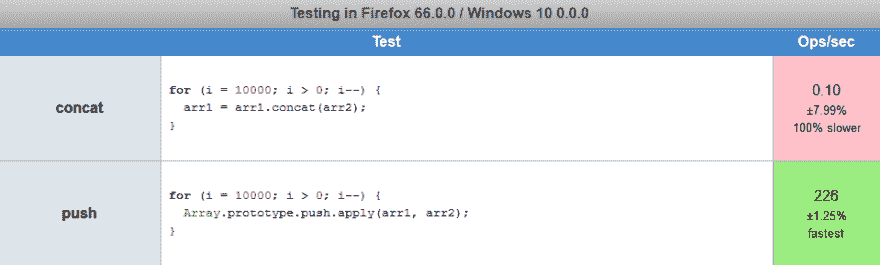 Testing in Firefox 66.0.0 / Windows 10 0.0.0
Test Ops/sec
concat
for (i = 10000; i > 0; i--) {
arr1 = arr1.concat(arr2);
}
0.10
±7.99%
100% slower
push
for (i = 10000; i > 0; i--) {
Array.prototype.push.apply(arr1, arr2);
}
226
±1.25%
fastest